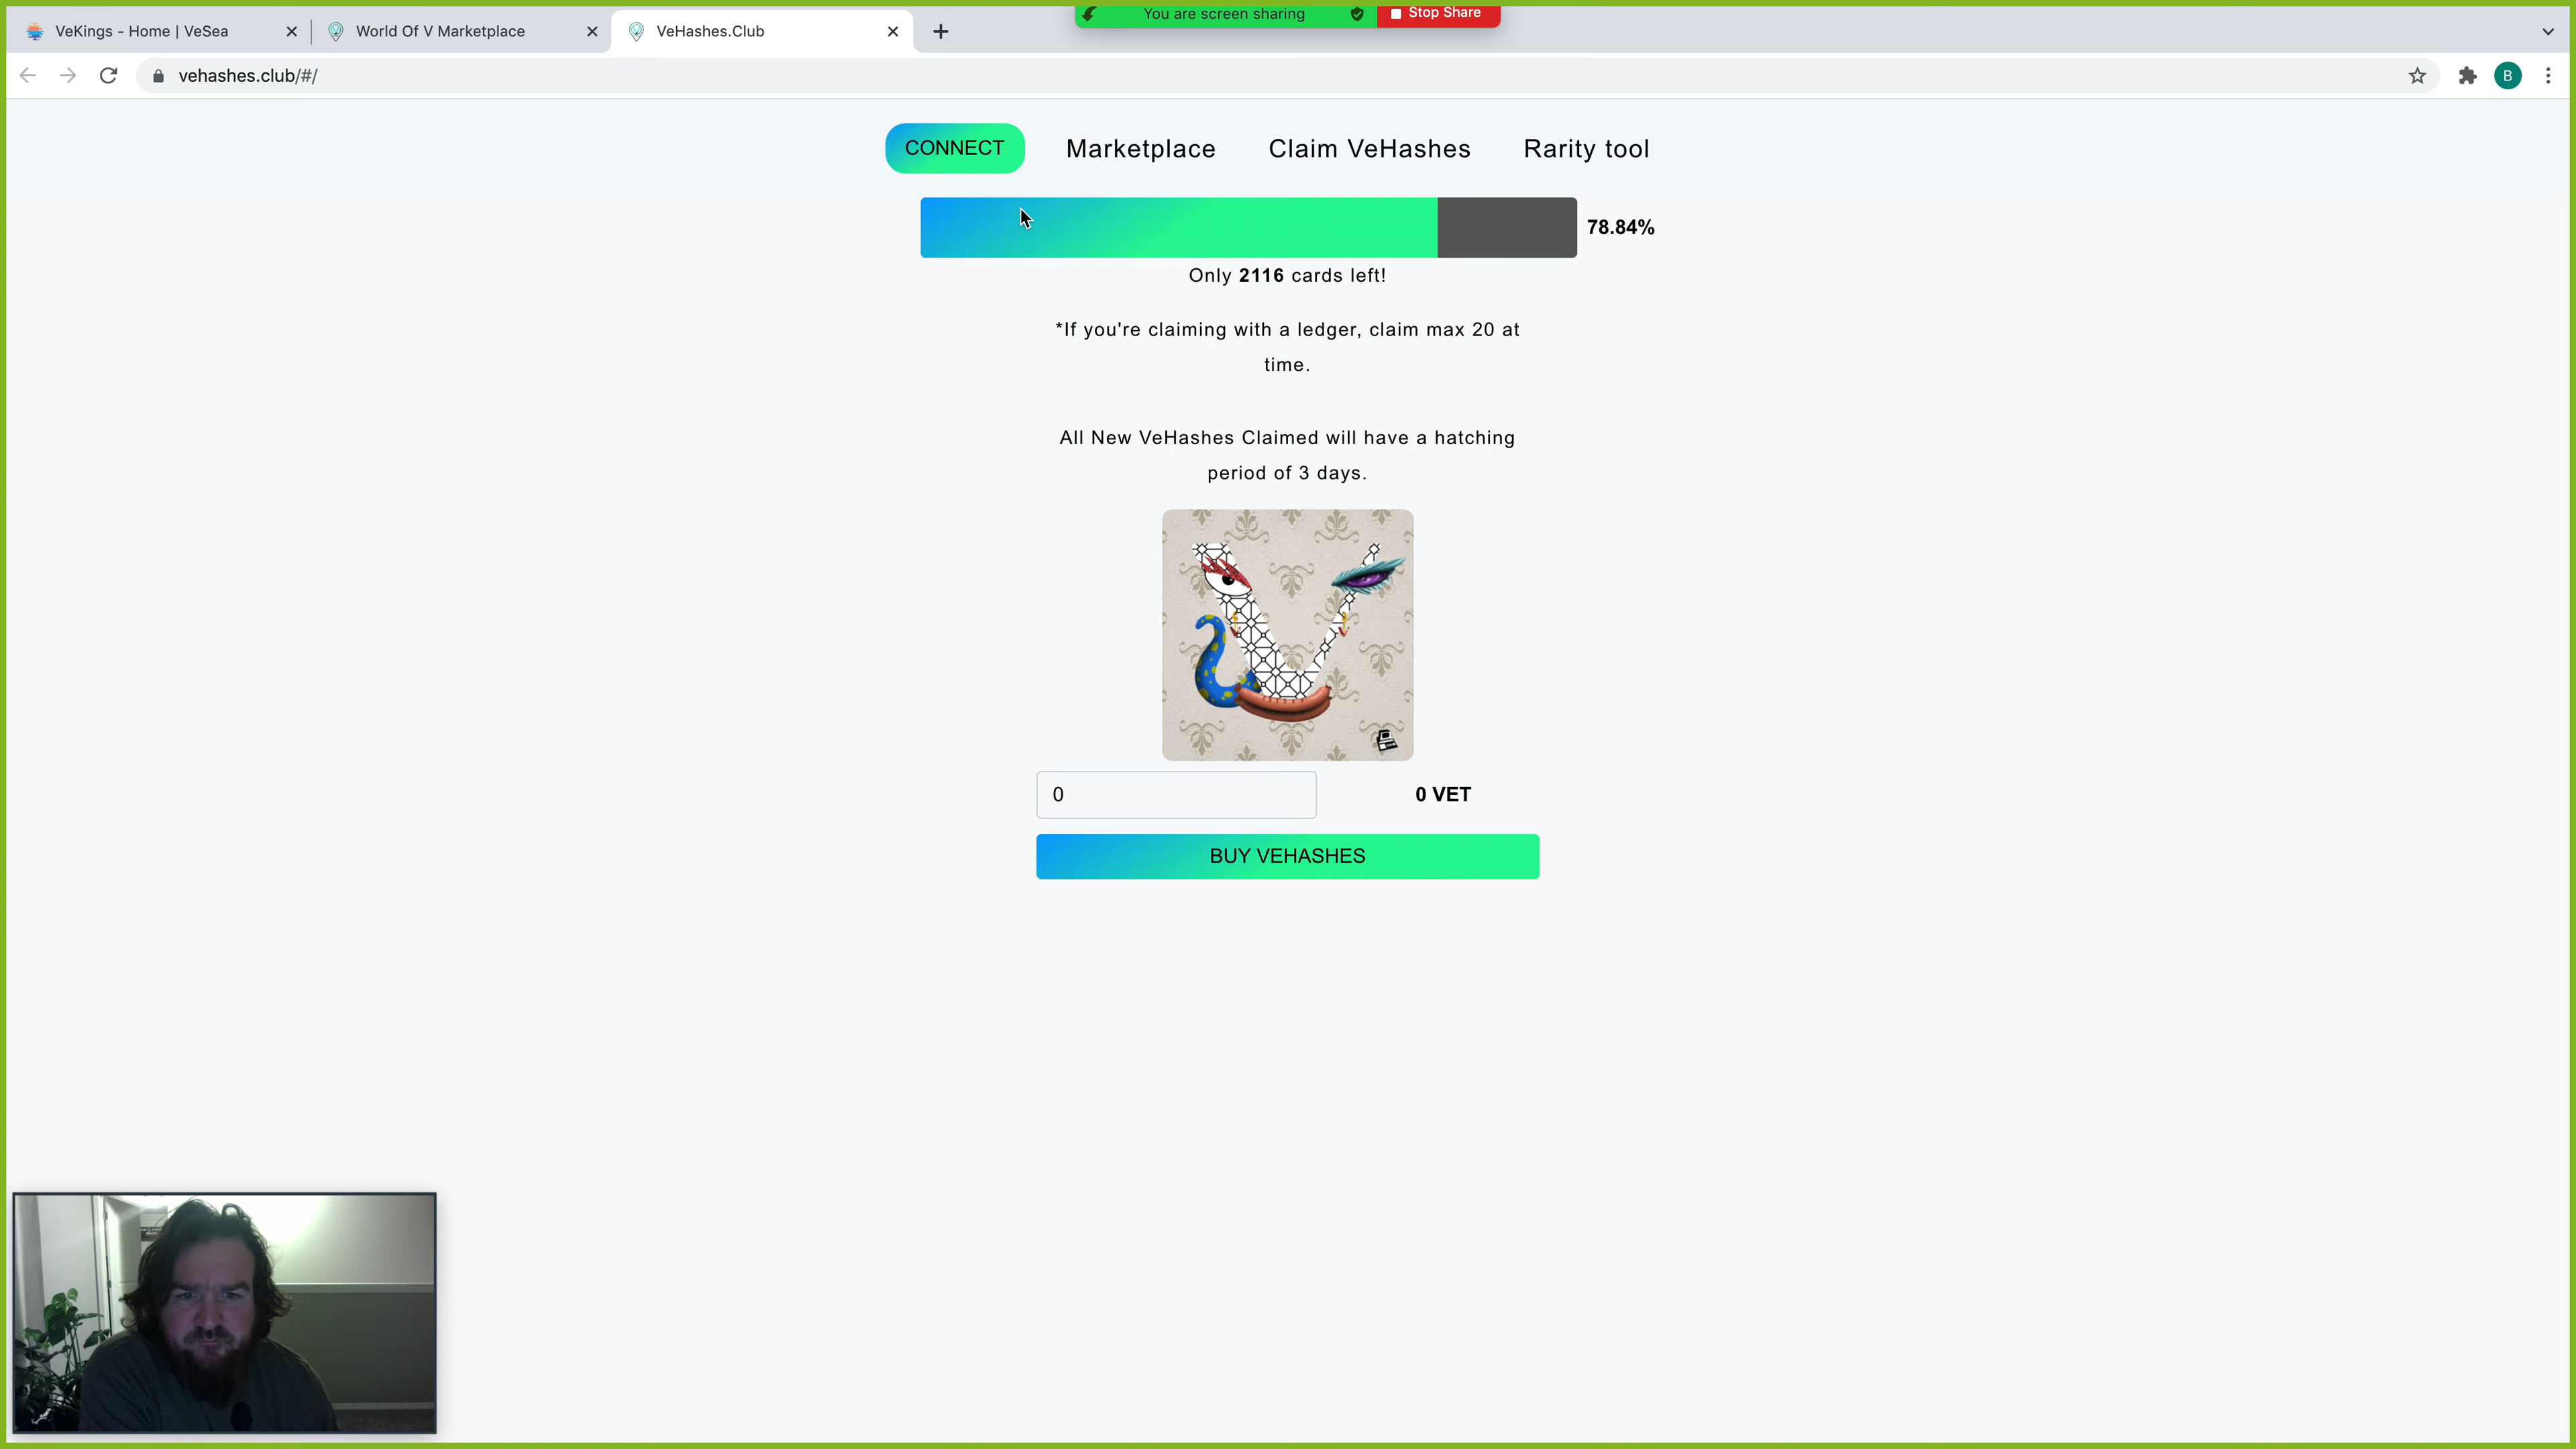 You are screen sharing
Stop Share
VeKings - Home | VeSea
World Of V Marketplace
VeHashes.Club
vehashes.club/#/
B
CONNECT
Marketplace
Claim VeHashes
Rarity tool
78.84%
Only 2116 cards left!
*If you're claiming with a ledger, claim max 20 at
time.
All New VeHashes Claimed will have a hatching
period of 3 days.
0
0 VET
BUY VEHASHES